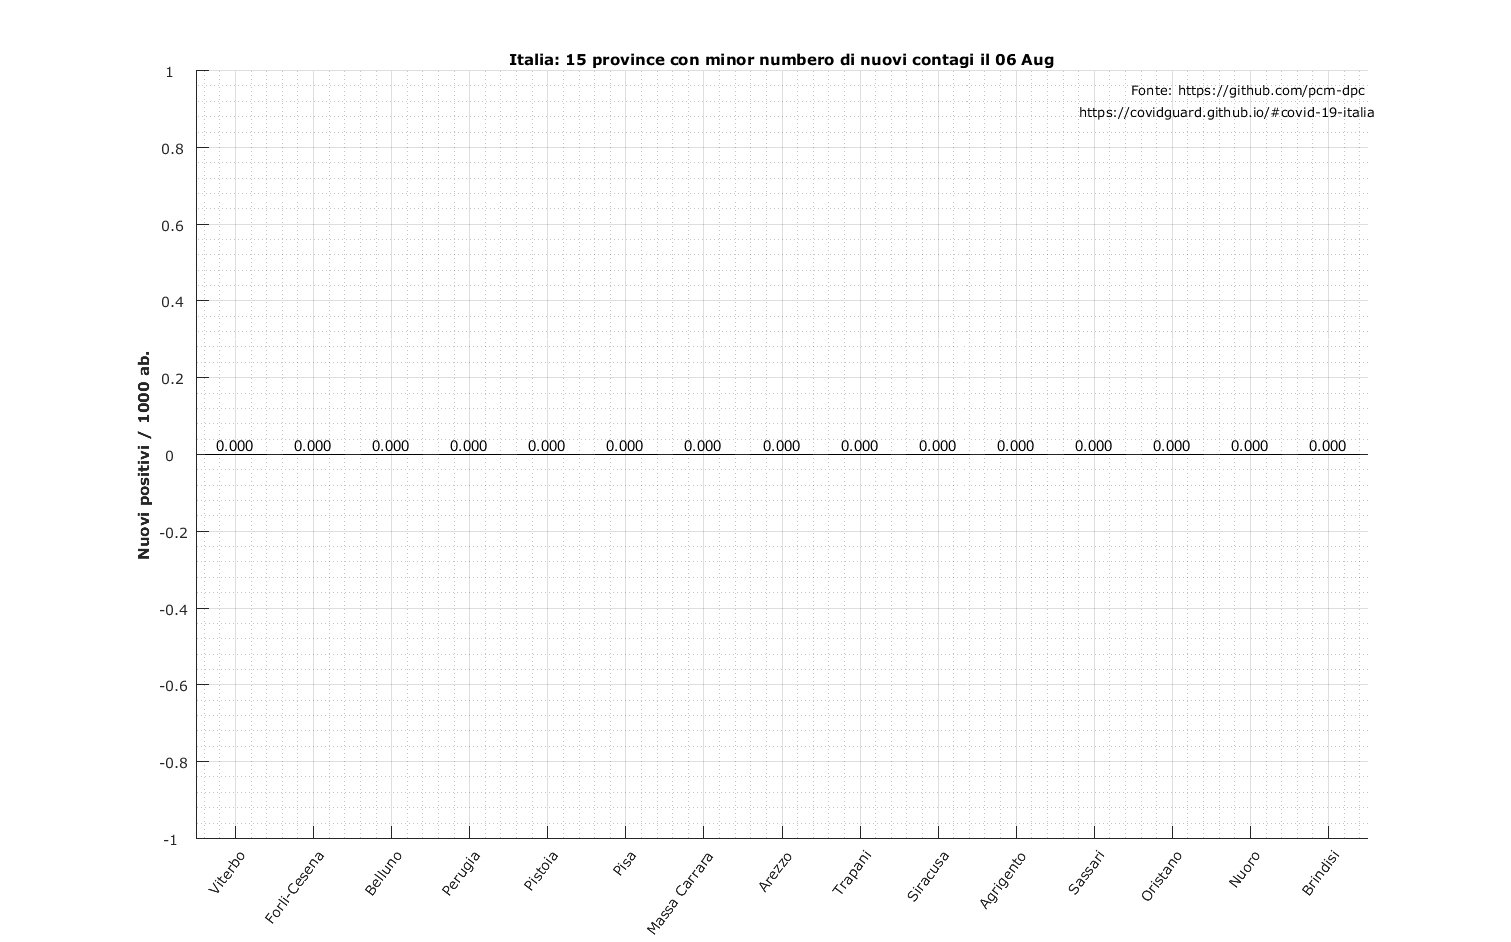 Italia: 15 province con minor numbero di nuovi contagi il 06 Aug
Fonte: https://github.com/pcm-dpc
https://covidguard.github.io/#covid-19-italia
Nuovi positivi / 1000 ab.
1
0.8
0.6
0.4
0.2
0
-0.2
-0.4
-0.6
-0.8
-1
0.000 0.000 0.000 0.000 0.000 0.000 0.000 0.000 0.000 0.000 0.000 0.000 0.000 0.000 0.000
Viterbo
Forlì-Cesena
Belluno
Perugia
Pistoia
Pisa
Massa Carrara
Arezzo
Trapani
Siracusa
Agrigento
Sassari
Oristano
Nuoro
Brindisi